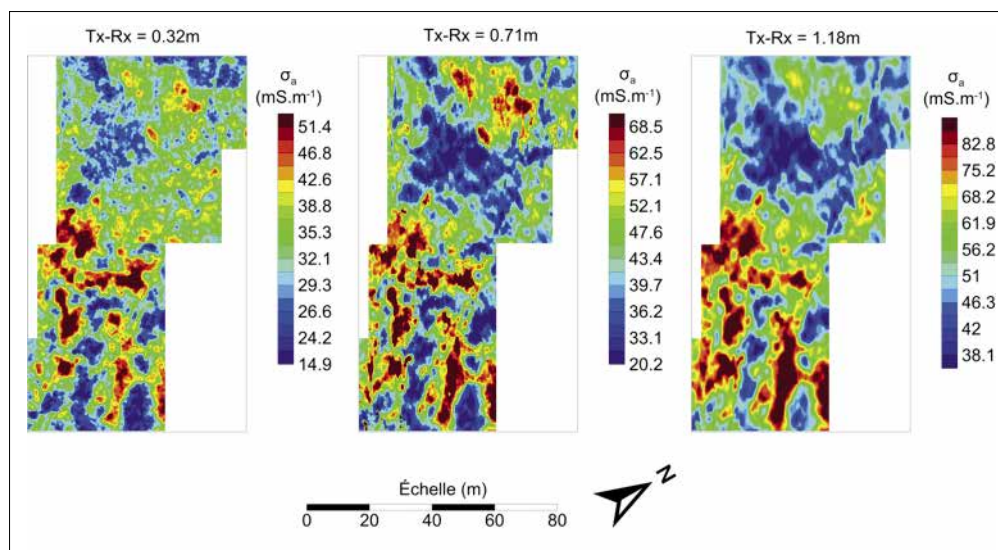 Tx-Rx = 0.32m
Tx-Rx = 0.71m
Tx-Rx = 1.18m
σa
(mS.m⁻¹)
51.4
46.8
42.6
38.8
35.3
32.1
29.3
26.6
24.2
14.9
σa
(mS.m⁻¹)
68.5
62.5
57.1
52.1
47.6
43.4
39.7
36.5
33.2
20.2
σa
(mS.m⁻¹)
82.8
75.2
68.2
61.9
56.2
51
46.3
42
38.1
Échelle (m)
0 20 40 60 80
N